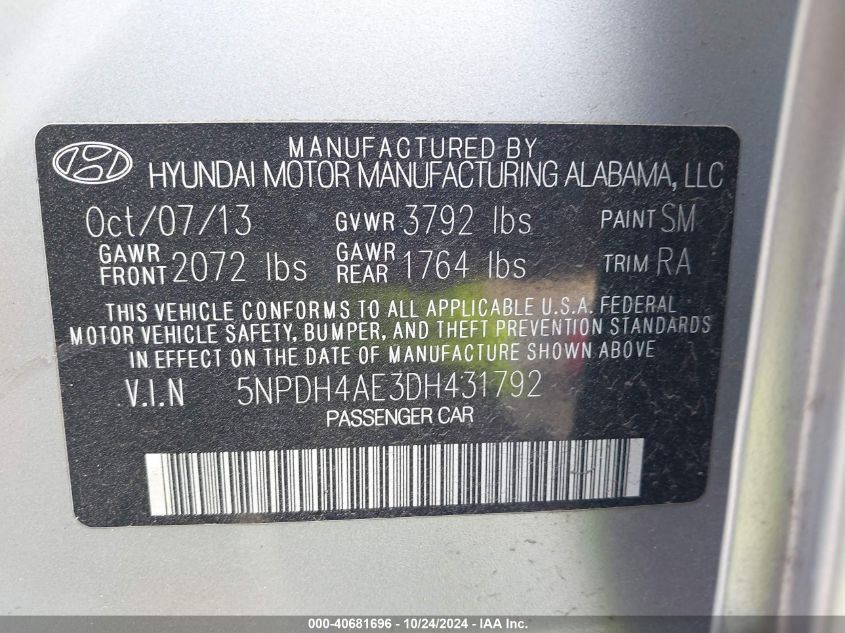 MANUFACTURED BY
HYUNDAI MOTOR MANUFACTURING ALABAMA, LLC
Oct/07/13 GVWR 3792 lbs PAINT SM
GAWR FRONT 2072 lbs GAWR REAR 1764 lbs TRIM RA
THIS VEHICLE CONFORMS TO ALL APPLICABLE U.S.A. FEDERAL
MOTOR VEHICLE SAFETY, BUMPER, AND THEFT PREVENTION STANDARDS
IN EFFECT ON THE DATE OF MANUFACTURE SHOWN ABOVE
V.I.N 5NPDH4AE3DH431792
PASSENGER CAR
000-40681696 - 10/24/2024 - IAA Inc.